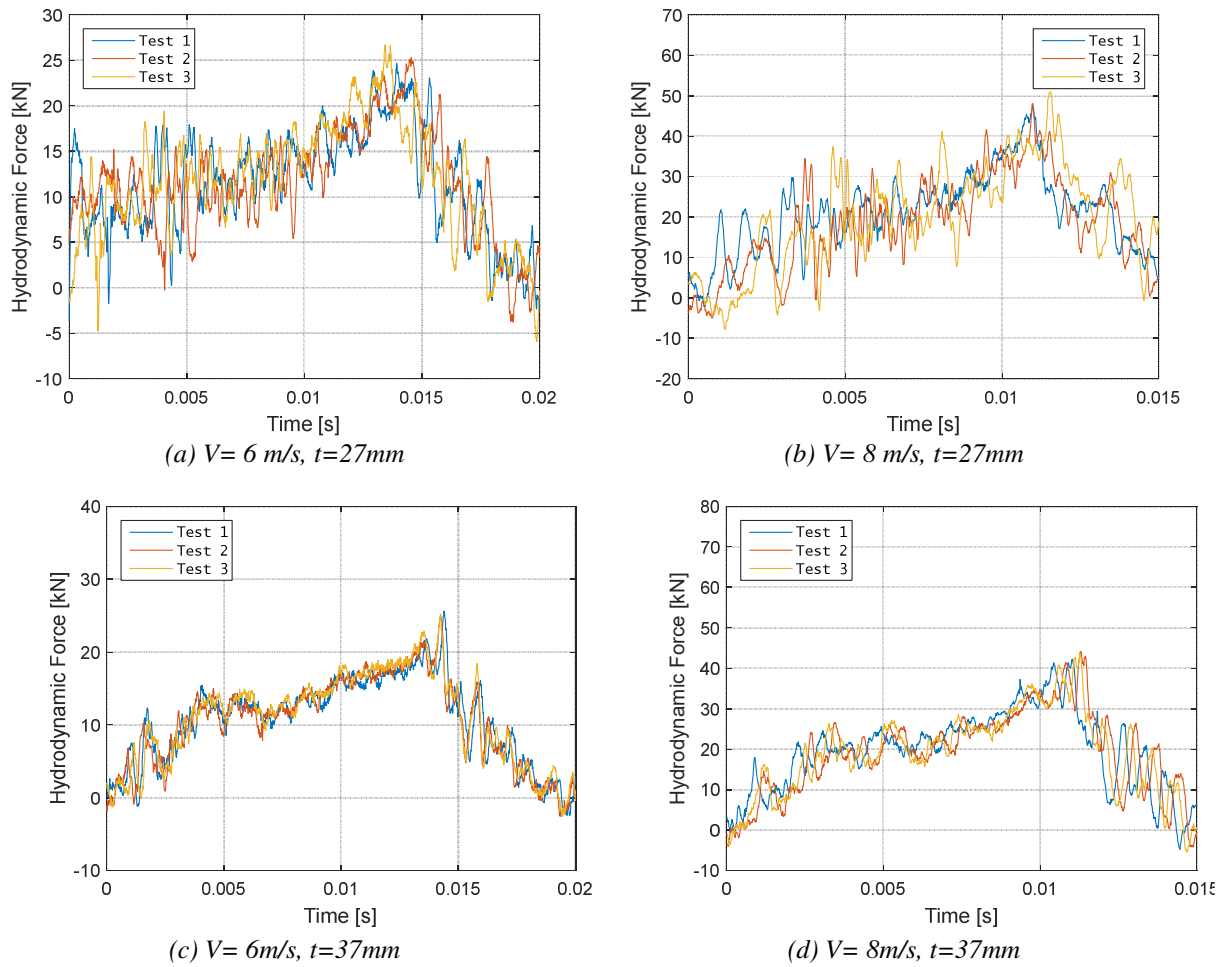 30
25
20
15
10
5
0
-5
-10
Hydrodynamic Force [kN]
Test 1
Test 2
Test 3
0
0.005
0.01
0.015
0.02
Time [s]
(a) V= 6 m/s, t=27mm
70
60
50
40
30
20
10
0
-10
-20
Hydrodynamic Force [kN]
Test 1
Test 2
Test 3
0
0.005
0.01
0.015
Time [s]
(b) V= 8 m/s, t=27mm
40
30
20
10
0
-10
Hydrodynamic Force [kN]
Test 1
Test 2
Test 3
0
0.005
0.01
0.015
0.02
Time [s]
(c) V= 6m/s, t=37mm
80
70
60
50
40
30
20
10
0
-10
Hydrodynamic Force [kN]
Test 1
Test 2
Test 3
0
0.005
0.01
0.015
Time [s]
(d) V= 8m/s, t=37mm